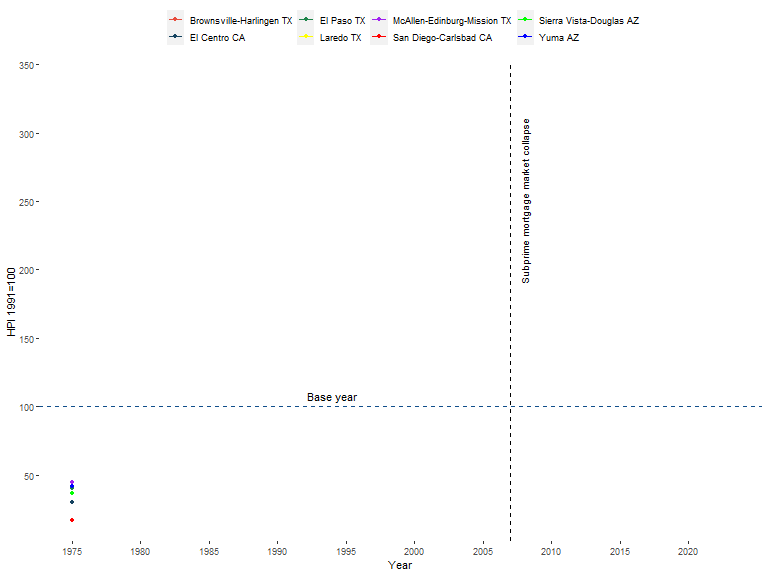 Brownsville-Harlingen TX
El Paso TX
McAllen-Edinburg-Mission TX
Sierra Vista-Douglas AZ
El Centro CA
Laredo TX
San Diego-Carlsbad CA
Yuma AZ
350
300
250
200
150
100
50
HPI 1991=100
Subprime mortgage market collapse
Base year
1975
1980
1985
1990
1995
2000
2005
2010
2015
2020
Year